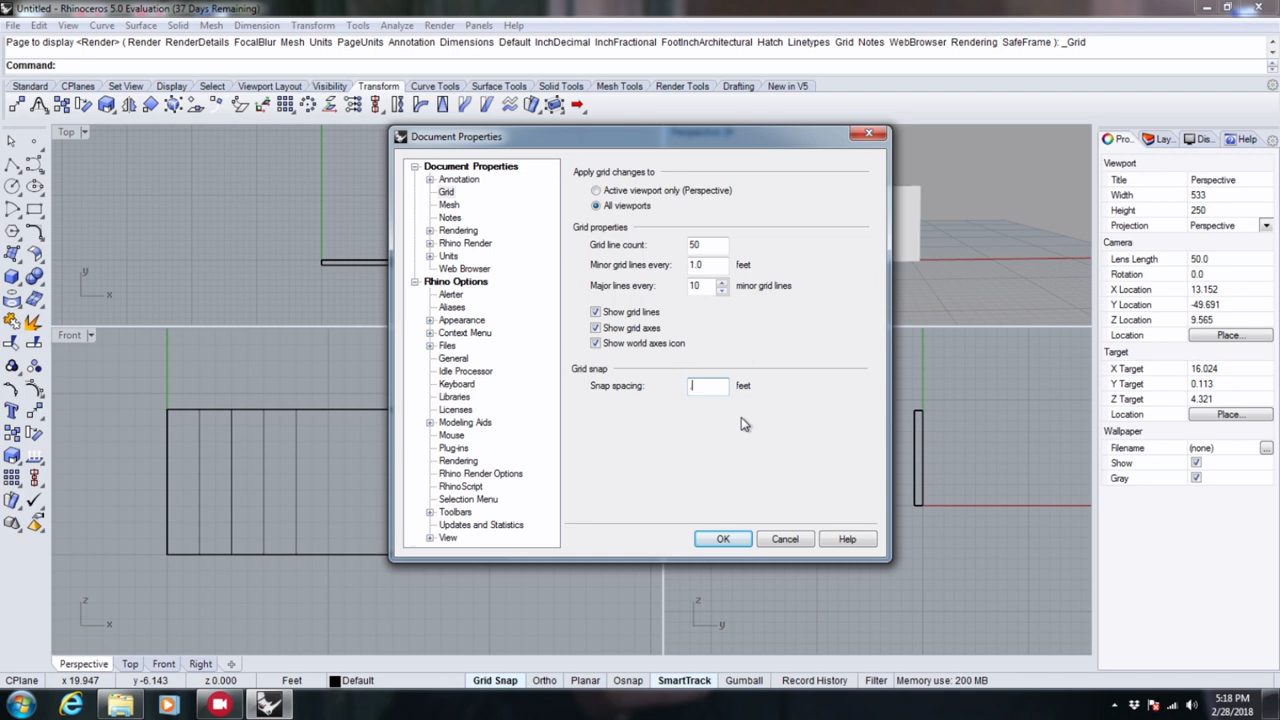 Untitled - Rhinoceros 5.0 Evaluation (37 Days Remaining)
File Edit View Curve Surface Solid Mesh Dimension Transform Tools Analyze Render Panels Help
Page to display <Render> ( Render RenderDetails FocalBlur Mesh Units PageUnits Annotation Dimensions Default InchDecimal InchFractional FootInchArchitectural Hatch Linetypes Grid Notes WebBrowser Rendering SafeFrame ): _Grid
Command:
Standard CPlanes Set View Display Select Viewport Layout Visibility Transform Curve Tools Surface Tools Solid Tools Mesh Tools Render Tools Drafting New in V5
Top
y
x
Front
z
x
z
y
Document Properties
Document Properties
Annotation
Grid
Mesh
Notes
Rendering
Rhino Render
Units
Web Browser
Rhino Options
Alerter
Aliases
Appearance
Context Menu
Files
General
Idle Processor
Keyboard
Libraries
Licenses
Modeling Aids
Mouse
Plug-ins
Rendering
Rhino Render Options
RhinoScript
Selection Menu
Toolbars
Updates and Statistics
View
Apply grid changes to
Active viewport only (Perspective)
All viewports
Grid properties
Grid line count: 50
Minor grid lines every: 1.0 feet
Major lines every: 10 minor grid lines
Show grid lines
Show grid axes
Show world axes icon
Grid snap
Snap spacing: . feet
OK Cancel Help
Pro... Lay... Dis... Help
Viewport
Title Perspective
Width 533
Height 250
Projection Perspective
Camera
Lens Length 50.0
Rotation 0.0
X Location 13.152
Y Location -49.691
Z Location 9.565
Location Place...
Target
X Target 16.024
Y Target 0.113
Z Target 4.321
Location Place...
Wallpaper
Filename (none) ...
Show
Gray
Perspective Top Front Right
CPlane x 19.947 y -6.143 z 0.000 Feet Default Grid Snap Ortho Planar Osnap SmartTrack Gumball Record History Filter Memory use: 200 MB
5:18 PM
2/28/2018